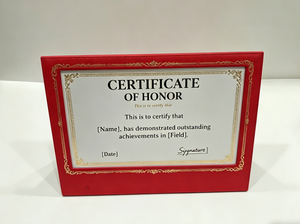 CERTIFICATE
OF HONOR
This is to certify that
This is to certify that
[Name], has demonstrated outstanding
achievements in [Field].
[Date]
Sygnature]